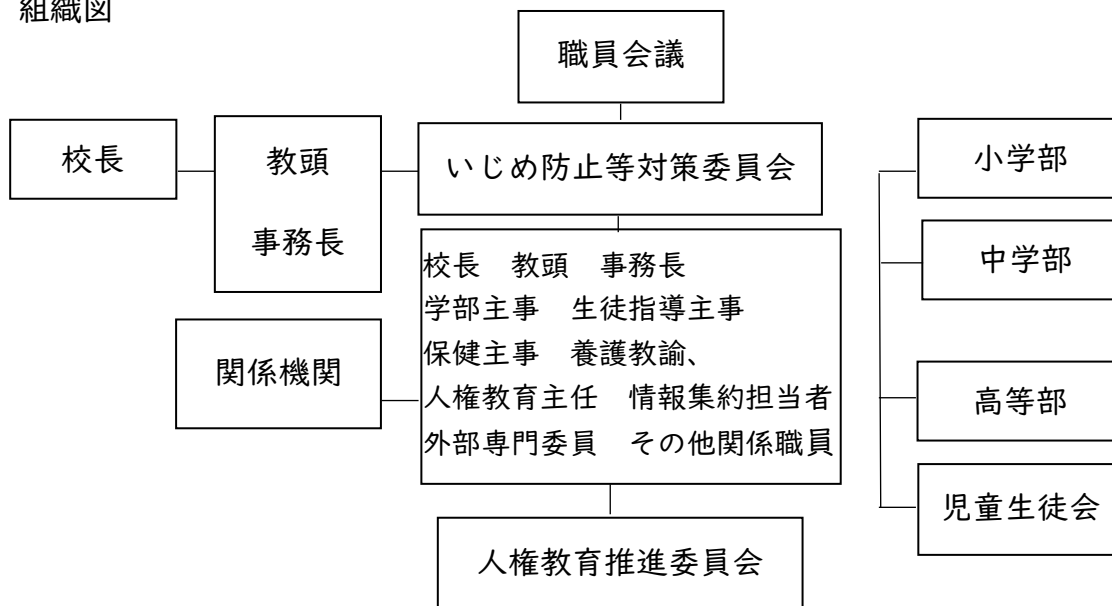 組織図
職員会議
校長
教頭
事務長
いじめ防止等対策委員会
校長　教頭　事務長
学部主事　生徒指導主事
保健主事　養護教諭、
人権教育主任　情報集約担当者
外部専門委員　その他関係職員
関係機関
人権教育推進委員会
小学部
中学部
高等部
児童生徒会